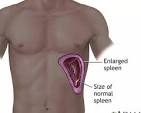 Enlarged
spleen
Size of
normal
spleen